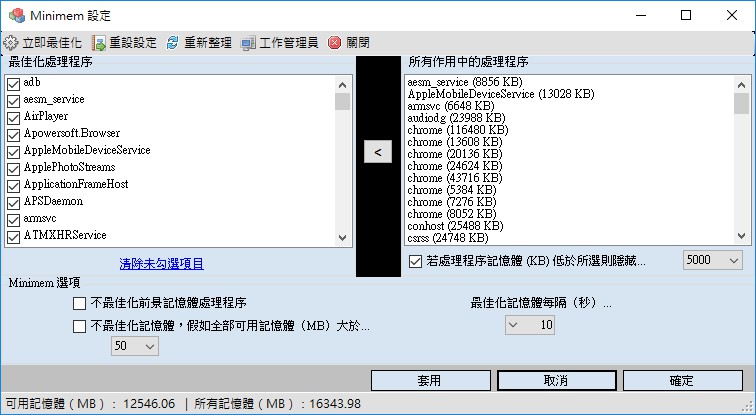 Minimem 設定
立即最佳化 重設設定 重新整理 工作管理員 關閉
最佳化處理程序
adb
aesm_service
AirPlayer
Apowersoft.Browser
AppleMobileDeviceService
ApplePhotoStreams
ApplicationFrameHost
APSDaemon
armsvc
ATMXHRService
清除未勾選項目
<
所有作用中的處理程序
aesm_service (8856 KB)
AppleMobileDeviceService (13028 KB)
armsvc (6648 KB)
audiodg (23988 KB)
chrome (116480 KB)
chrome (13608 KB)
chrome (20136 KB)
chrome (24624 KB)
chrome (43716 KB)
chrome (5384 KB)
chrome (7276 KB)
chrome (8052 KB)
conhost (25488 KB)
csrss (24748 KB)
若處理程序記憶體 (KB) 低於所選則隱藏... 5000
Minimem 選項
不最佳化前景記憶體處理程序
不最佳化記憶體，假如全部可用記憶體（MB）大於...
50
最佳化記憶體每隔（秒）...
10
套用 取消 確定
可用記憶體（MB）： 12546.06 | 所有記憶體（MB）：16343.98